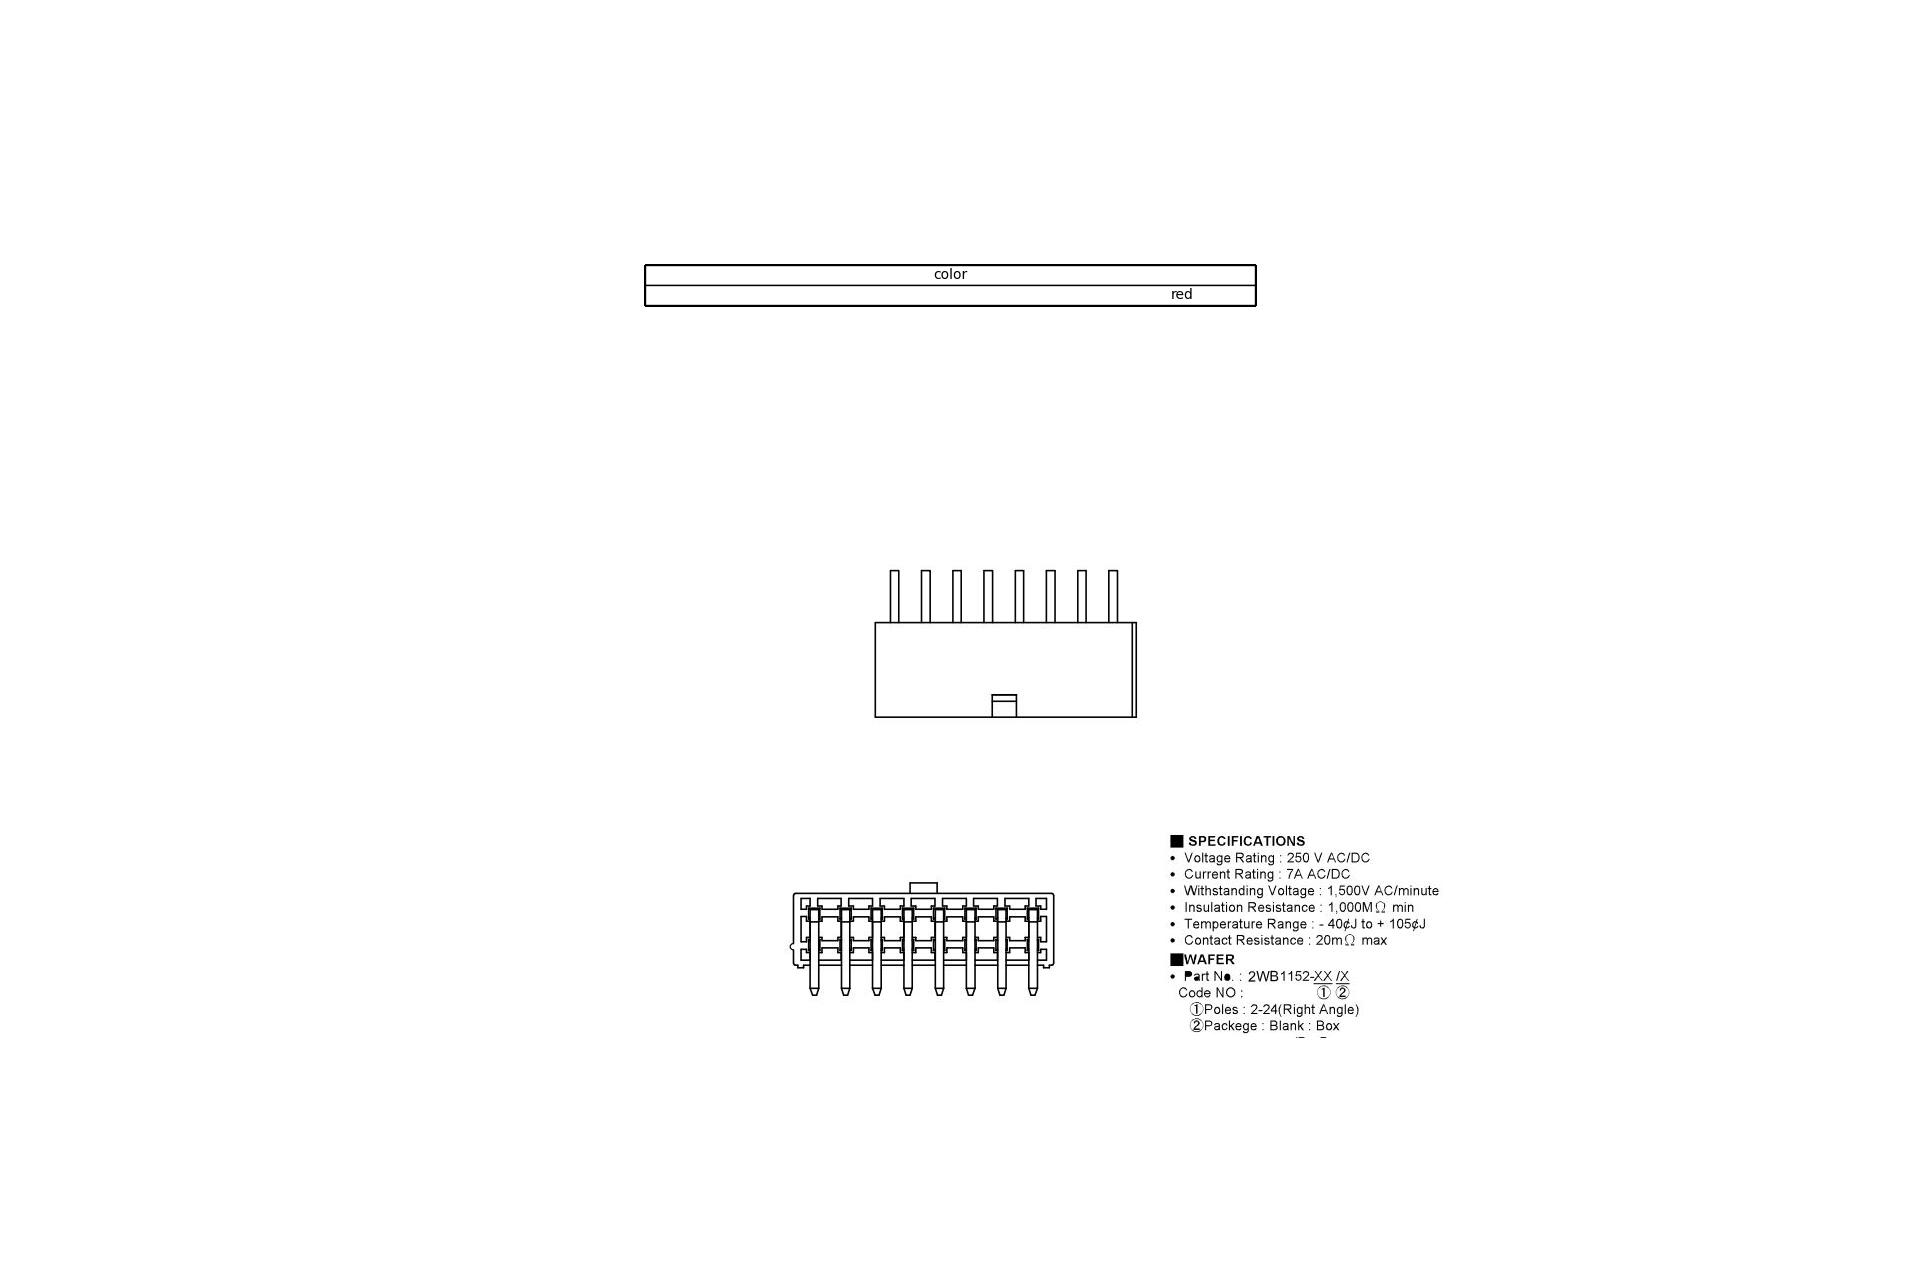 color
red
■ SPECIFICATIONS
• Voltage Rating : 250 V AC/DC
• Current Rating : 7A AC/DC
• Withstanding Voltage : 1,500V AC/minute
• Insulation Resistance : 1,000MΩ min
• Temperature Range : - 40¢J to + 105¢J
• Contact Resistance : 20mΩ max
■WAFER
• Part No. : 2WB1152-XX /X
Code NO : ① ②
①Poles : 2-24(Right Angle)
②Packege : Blank : Box